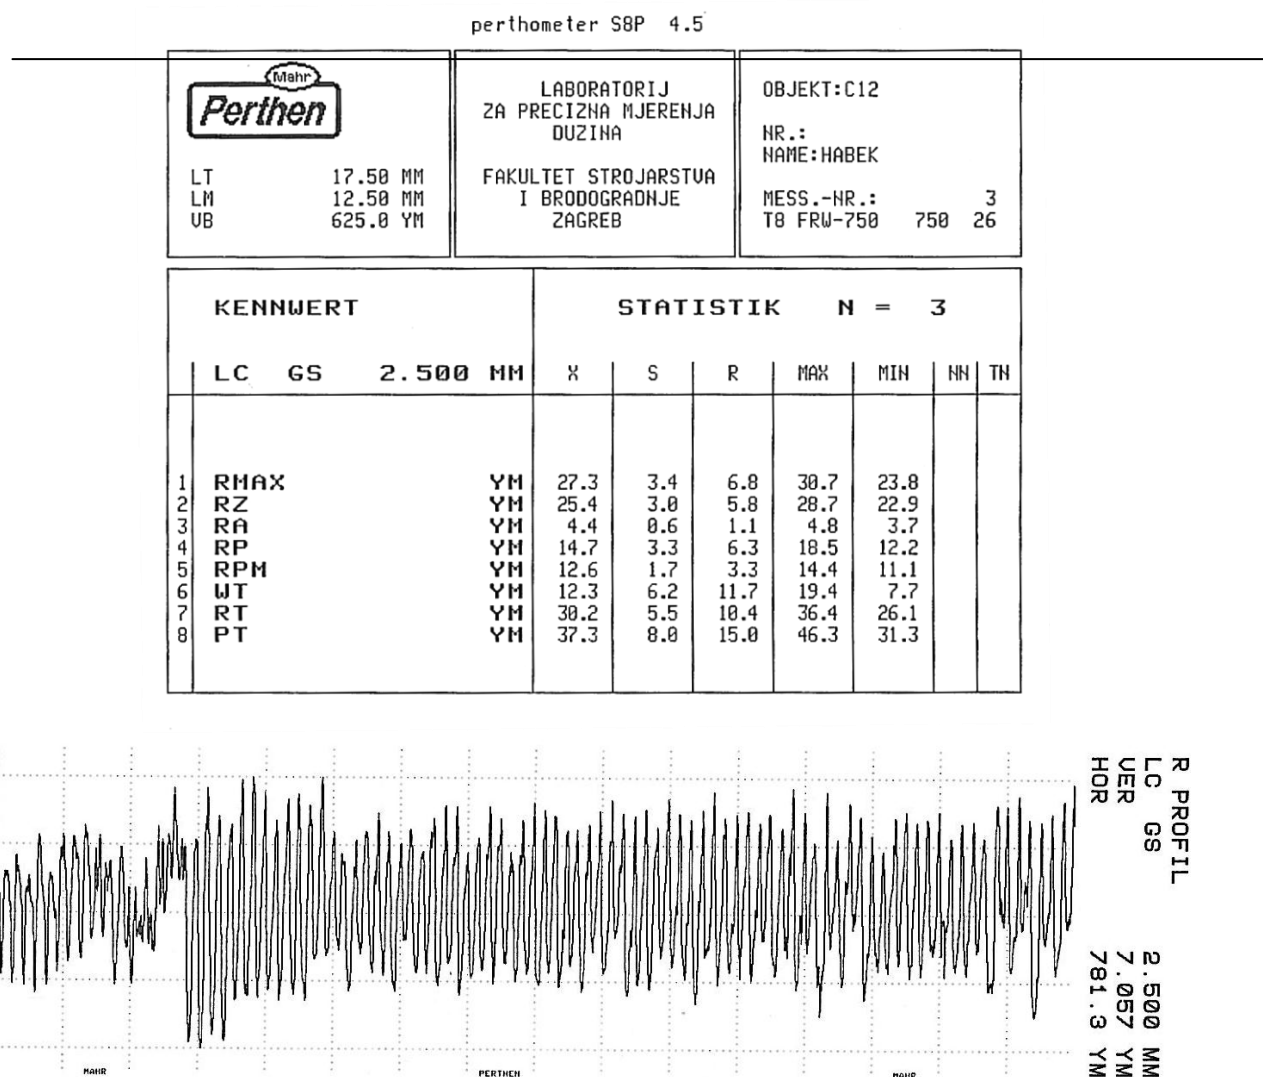 perthometer S8P 4.5
Mahr
Perthen
LT 17.50 MM
LM 12.50 MM
VB 625.0 YM
LABORATORIJ
ZA PRECIZNA MJERENJA
DUZINA
FAKULTET STROJARSTVA
I BRODOGRADNJE
ZAGREB
OBJEKT:C12
NR.:
NAME:HABEK
MESS.-NR.: 3
T8 FRW-750 750 26
KENNWERT STATISTIK N = 3
LC GS 2.500 MM X S R MAX MIN NN TN
1 RMAX YM 27.3 3.4 6.8 30.7 23.8
2 RZ YM 25.4 3.0 5.8 28.7 22.9
3 RA YM 4.4 0.6 1.1 4.8 3.7
4 RP YM 14.7 3.3 6.3 18.5 12.2
5 RPM YM 12.6 1.7 3.3 14.4 11.1
6 WT YM 12.3 6.2 11.7 19.4 7.7
7 RT YM 30.2 5.5 10.4 36.4 26.1
8 PT YM 37.3 8.0 15.0 46.3 31.3
R PROFIL
LC GS 2.500 MM
VER 7.057 YM
HOR 781.3 YM
MAHR
PERTHEN
MAHR